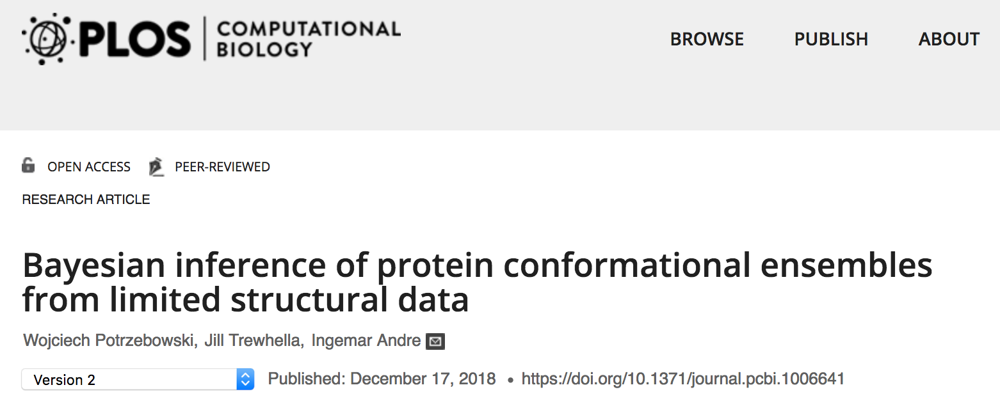 PLOS COMPUTATIONAL BIOLOGY
BROWSE PUBLISH ABOUT
OPEN ACCESS PEER-REVIEWED
RESEARCH ARTICLE
Bayesian inference of protein conformational ensembles
from limited structural data
Wojciech Potrzebowski, Jill Trewhella, Ingemar Andre
Version 2 Published: December 17, 2018 • https://doi.org/10.1371/journal.pcbi.1006641